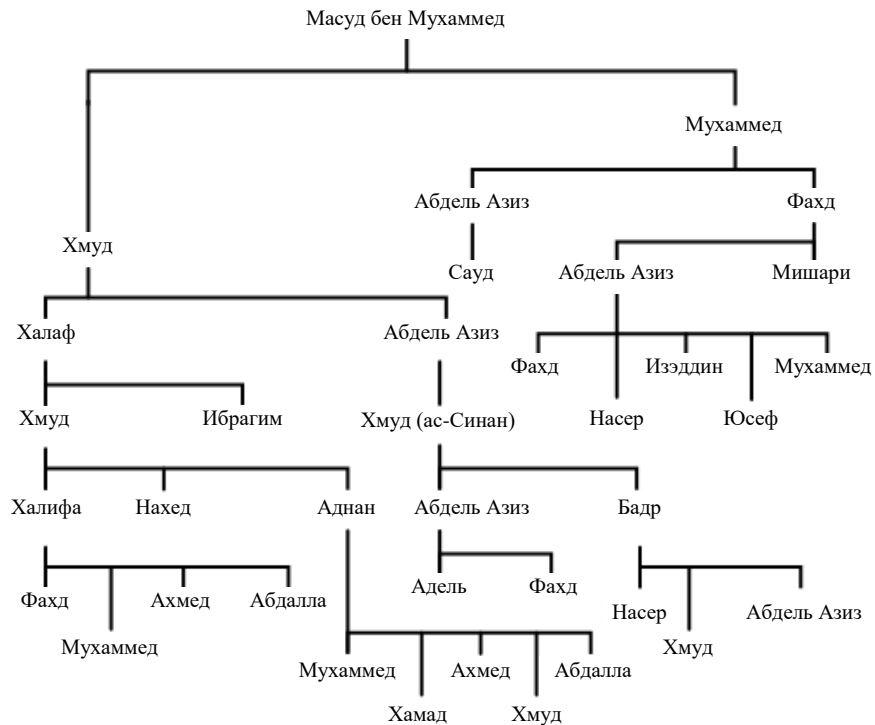 Масуд бен Мухаммед
Мухаммед
Абдель Азиз Фахд
Хмуд
Сауд Абдель Азиз Мишари
Халаф Абдель Азиз
Фахд Изэддин Мухаммед
Хмуд Ибрагим Хмуд (ас-Синан) Насер Юсеф
Халифа Нахед Аднан Абдель Азиз Бадр
Фахд Ахмед Абдалла Адель Фахд Насер Абдель Азиз
Мухаммед Хмуд
Мухаммед Ахмед Абдалла
Хамад Хмуд